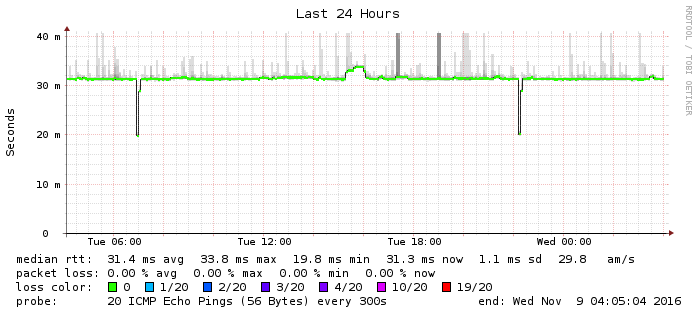 Last 24 Hours
RRDTOOL / TOBI OETIKER
Seconds
40 m
30 m
20 m
10 m
0
Tue 06:00 Tue 12:00 Tue 18:00 Wed 00:00
median rtt: 31.4 ms avg 33.8 ms max 19.8 ms min 31.3 ms now 1.1 ms sd 29.8 am/s
packet loss: 0.00 % avg 0.00 % max 0.00 % min 0.00 % now
loss color: 0 1/20 2/20 3/20 4/20 10/20 19/20
probe: 20 ICMP Echo Pings (56 Bytes) every 300s end: Wed Nov 9 04:05:04 2016